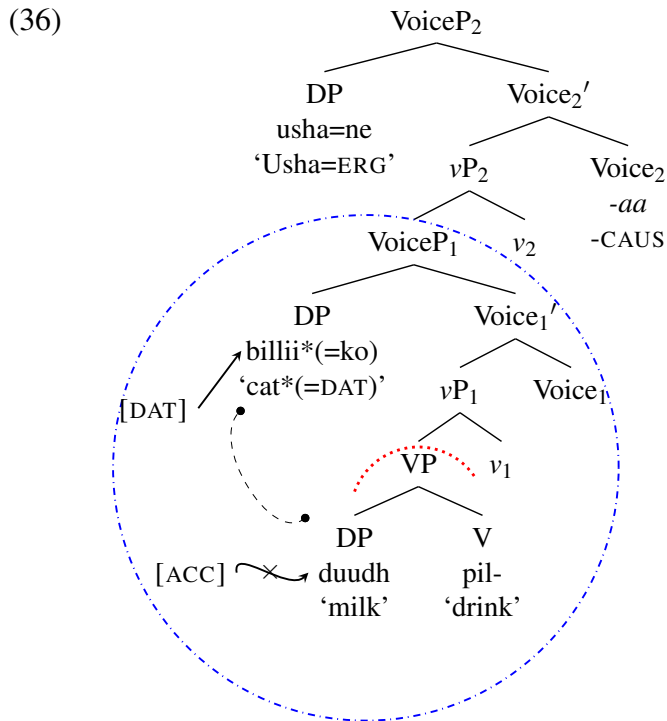 (36)
VoiceP₂
DP Voice₂′
usha=ne
‘Usha=ERG’ vP₂ Voice₂
-aa
VoiceP₁ v₂ -CAUS
DP Voice₁′
billii*(=ko)
‘cat*(=DAT)’ vP₁ Voice₁
[DAT]
VP v₁
DP V
[ACC] duudh pil-
‘milk’ ‘drink’